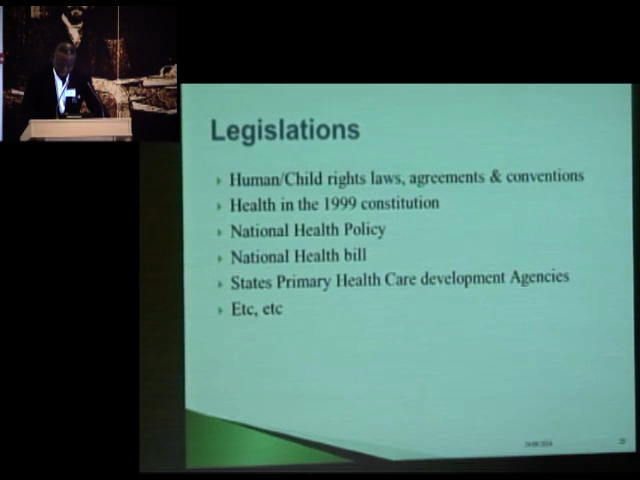 Legislations
Human/Child rights laws, agreements & conventions
Health in the 1999 constitution
National Health Policy
National Health bill
States Primary Health Care development Agencies
Etc, etc